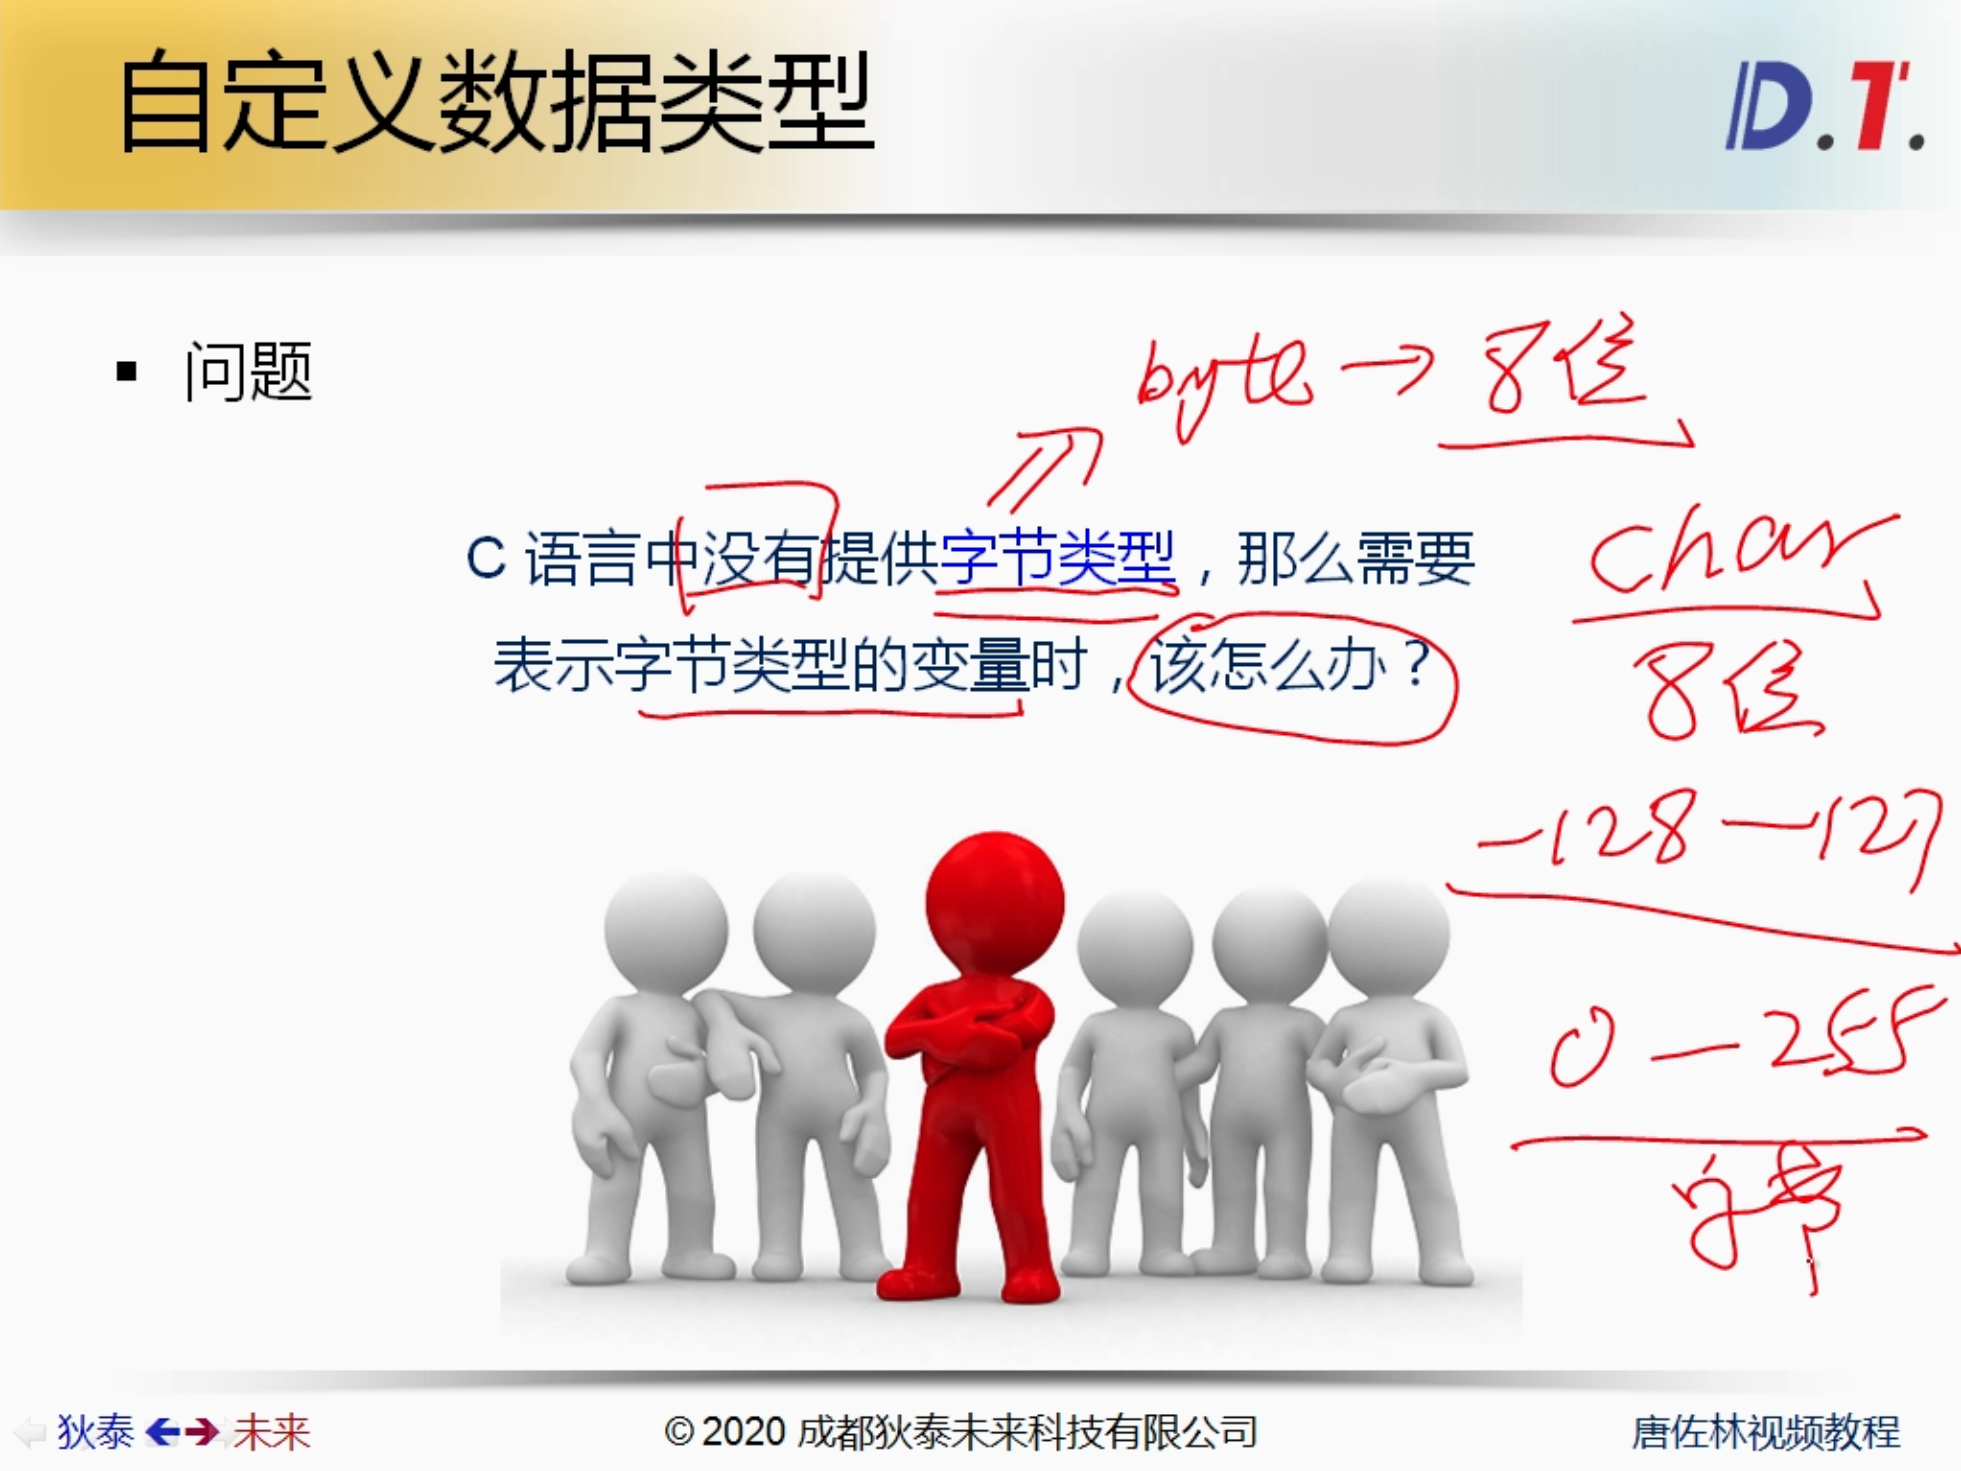 自定义数据类型
D.T.
问题
byte → 8位
C 语言中没有提供字节类型，那么需要
表示字节类型的变量时，该怎么办？
char
8位
-128—127
0—255
字节
狄泰 未来
© 2020 成都狄泰未来科技有限公司
唐佐林视频教程